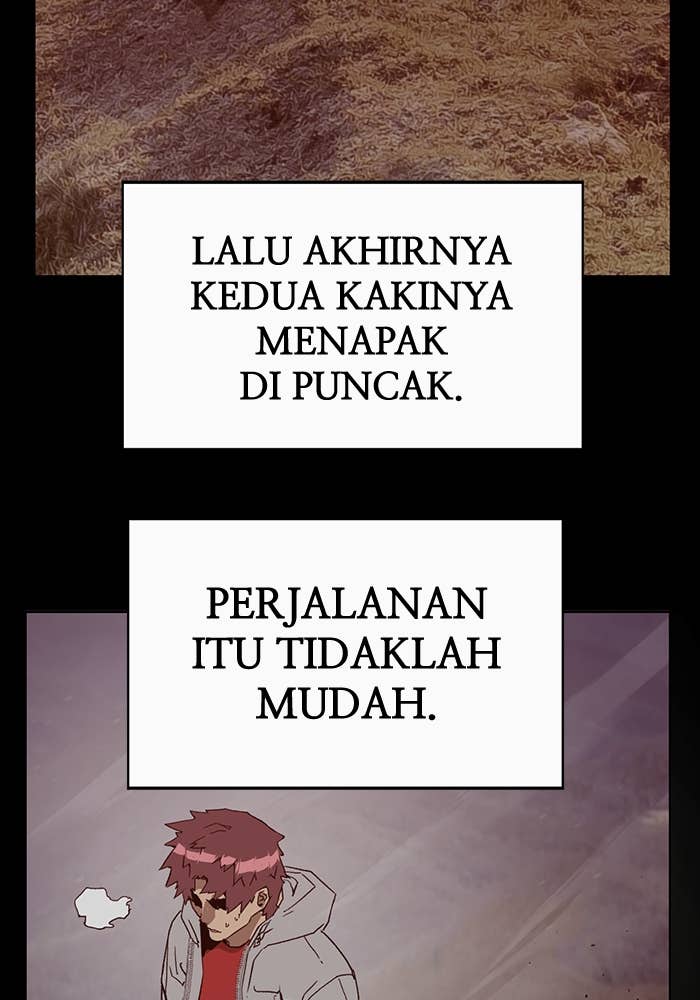 LALU AKHIRNYA
KEDUA KAKINYA
MENAPAK
DI PUNCAK.
PERJALANAN
ITU TIDAKLAH
MUDAH.